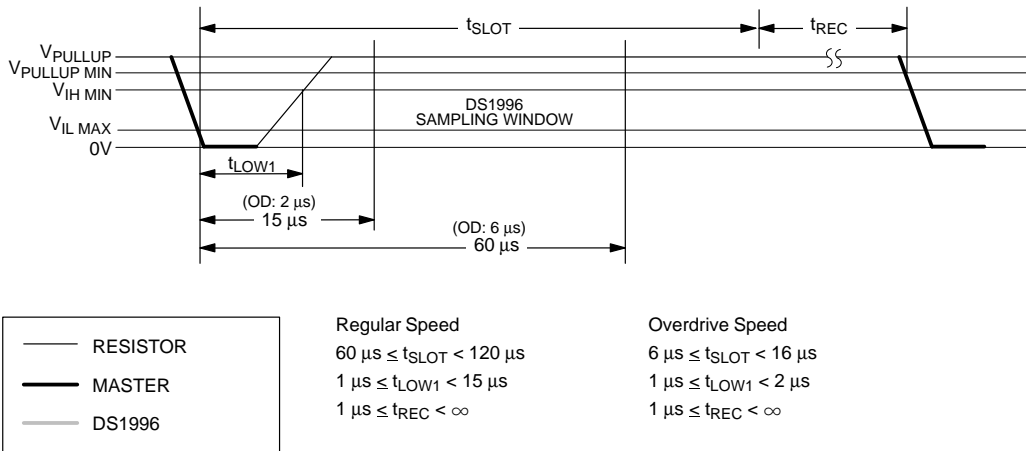 tSLOT
tREC
VPULLUP
VPULLUP MIN
VIH MIN
VIL MAX
0V
DS1996
SAMPLING WINDOW
tLOW1
(OD: 2 µs)
15 µs
(OD: 6 µs)
60 µs
RESISTOR
MASTER
DS1996
Regular Speed
60 µs ≤ tSLOT < 120 µs
1 µs ≤ tLOW1 < 15 µs
1 µs ≤ tREC < ∞
Overdrive Speed
6 µs ≤ tSLOT < 16 µs
1 µs ≤ tLOW1 < 2 µs
1 µs ≤ tREC < ∞